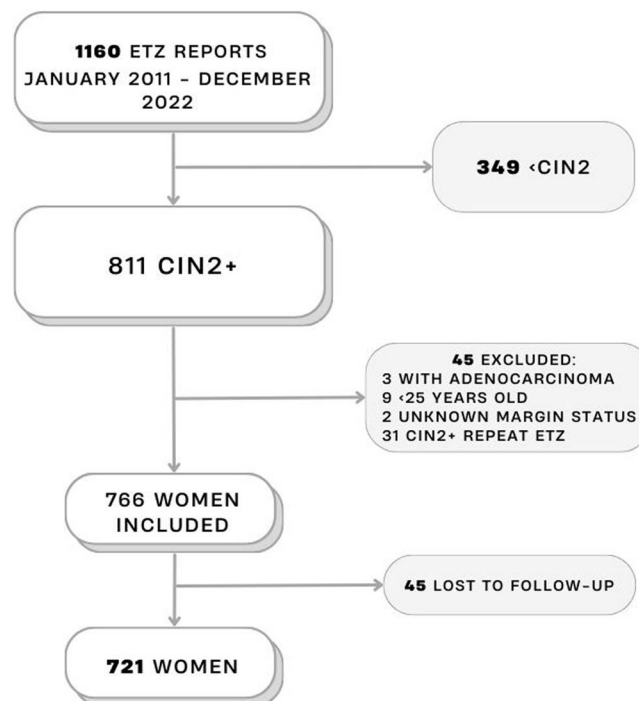 1160 ETZ REPORTS
JANUARY 2011 – DECEMBER
2022
349 <CIN2
811 CIN2+
45 EXCLUDED:
3 WITH ADENOCARCINOMA
9 <25 YEARS OLD
2 UNKNOWN MARGIN STATUS
31 CIN2+ REPEAT ETZ
766 WOMEN
INCLUDED
45 LOST TO FOLLOW-UP
721 WOMEN